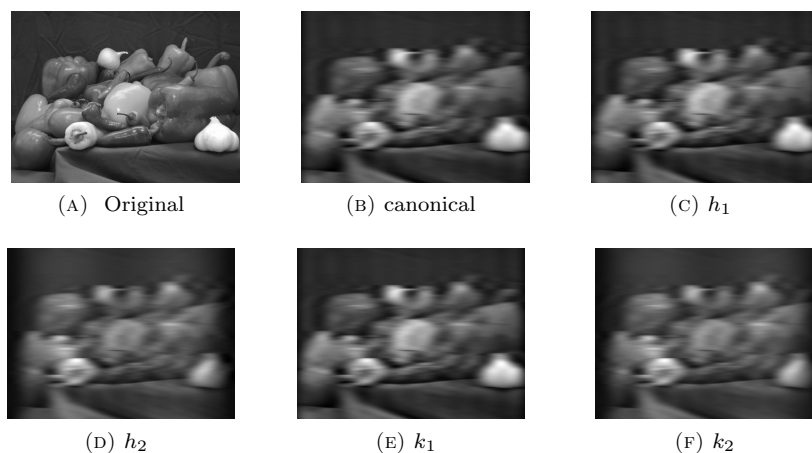 (A) Original
(B) canonical
(C) h₁
(D) h₂
(E) k₁
(F) k₂